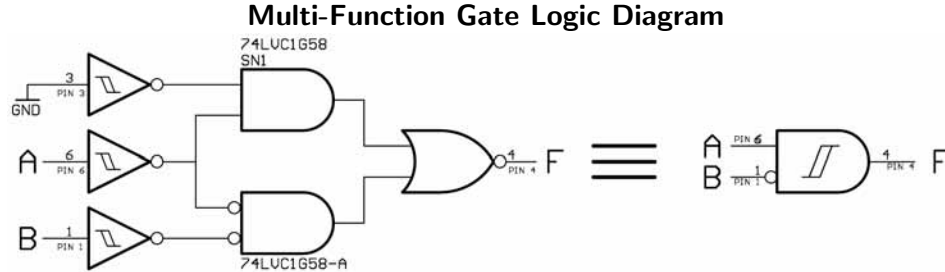 Multi-Function Gate Logic Diagram
74LVC1G58
SN1
3
PIN 3
GND
A
6
PIN 6
B
1
PIN 1
74LVC1G58-A
4
PIN 4
F
A
PIN 6
B
1
PIN 1
4
PIN 4
F